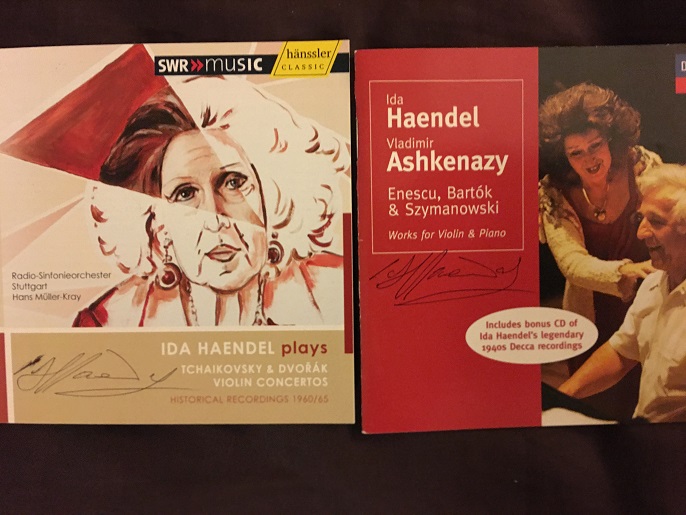 SWR»music
hänssler
CLASSIC
Radio-Sinfonieorchester
Stuttgart
Hans Müller-Kray
IDA HAENDEL plays
TCHAIKOVSKY & DVOŘÁK
VIOLIN CONCERTOS
HISTORICAL RECORDINGS 1960/65
Ida
Haendel
Vladimir
Ashkenazy
Enescu, Bartók
& Szymanowski
Works for Violin & Piano
Includes bonus CD of
Ida Haendel's legendary
1940s Decca recordings